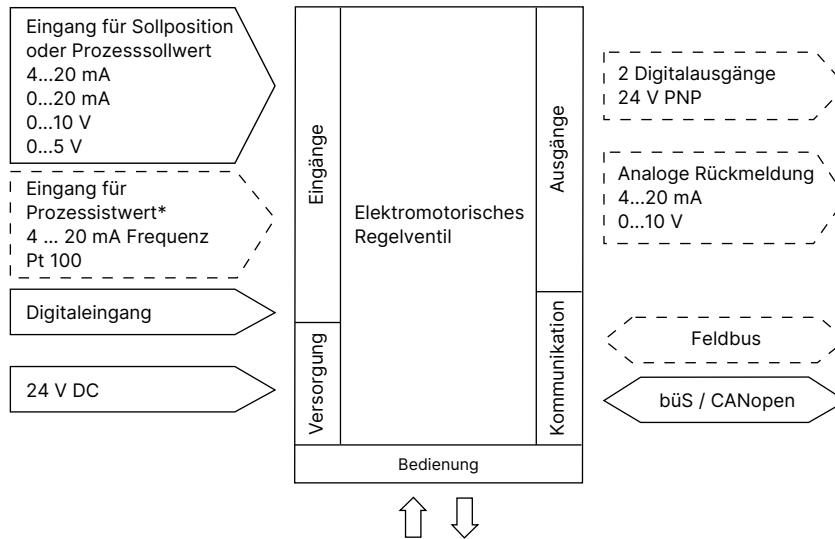 Eingang für Sollposition
oder Prozesssollwert
4...20 mA
0...20 mA
0...10 V
0...5 V
Eingang für
Prozessistwert*
4 ... 20 mA Frequenz
Pt 100
Digitaleingang
24 V DC
Eingänge
Versorgung
Elektromotorisches
Regelventil
Ausgänge
Kommunikation
Bedienung
2 Digitalausgänge
24 V PNP
Analoge Rückmeldung
4...20 mA
0...10 V
Feldbus
büS / CANopen